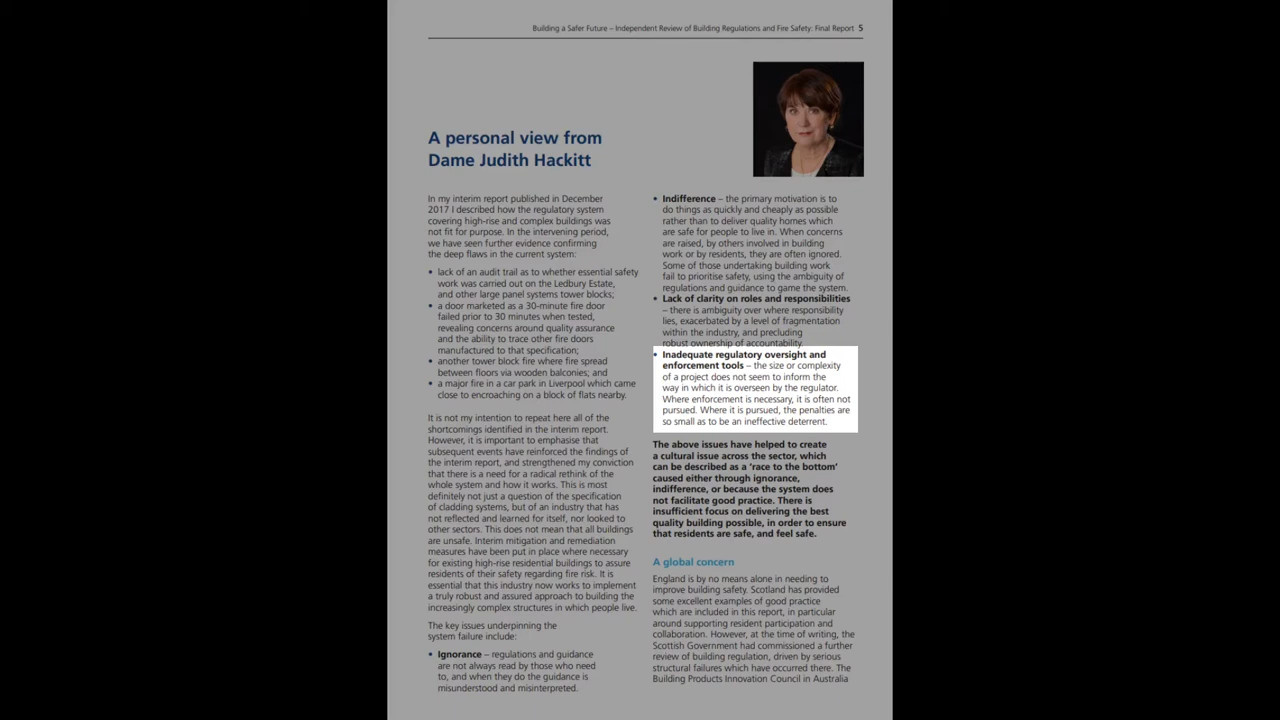 Building a Safer Future – Independent Review of Building Regulations and Fire Safety: Final Report 5
A personal view from
Dame Judith Hackitt
In my interim report published in December
2017 I described how the regulatory system
covering high-rise and complex buildings was
not fit for purpose. In the intervening period,
we have seen further evidence confirming
the deep flaws in the current system:
• lack of an audit trail as to whether essential safety
work was carried out on the Ledbury Estate,
and other large panel systems tower blocks;
• a door marketed as a 30-minute fire door
failed prior to 30 minutes when tested,
revealing concerns around quality assurance
and the ability to trace other fire doors
manufactured to that specification;
• another tower block fire where fire spread
between floors via wooden balconies; and
• a major fire in a car park in Liverpool which came
close to encroaching on a block of flats nearby.
It is not my intention to repeat here all of the
shortcomings identified in the interim report.
However, it is important to emphasise that
subsequent events have reinforced the findings of
the interim report, and strengthened my conviction
that there is a need for a radical rethink of the
whole system and how it works. This is most
definitely not just a question of the specification
of cladding systems, but of an industry that has
not reflected and learned for itself, nor looked to
other sectors. This does not mean that all buildings
are unsafe. Interim mitigation and remediation
measures have been put in place where necessary
for existing high-rise residential buildings to assure
residents of their safety regarding fire risk. It is
essential that this industry now works to implement
a truly robust and assured approach to building the
increasingly complex structures in which people live.
The key issues underpinning the
system failure include:
• Ignorance – regulations and guidance
are not always read by those who need
to, and when they do the guidance is
misunderstood and misinterpreted.
• Indifference – the primary motivation is to
do things as quickly and cheaply as possible
rather than to deliver quality homes which
are safe for people to live in. When concerns
are raised, by others involved in building
work or by residents, they are often ignored.
Some of those undertaking building work
fail to prioritise safety, using the ambiguity of
regulations and guidance to game the system.
• Lack of clarity on roles and responsibilities
– there is ambiguity over where responsibility
lies, exacerbated by a level of fragmentation
within the industry, and precluding
robust ownership of accountability.
• Inadequate regulatory oversight and
enforcement tools – the size or complexity
of a project does not seem to inform the
way in which it is overseen by the regulator.
Where enforcement is necessary, it is often not
pursued. Where it is pursued, the penalties are
so small as to be an ineffective deterrent.
The above issues have helped to create
a cultural issue across the sector, which
can be described as a ‘race to the bottom’
caused either through ignorance,
indifference, or because the system does
not facilitate good practice. There is
insufficient focus on delivering the best
quality building possible, in order to ensure
that residents are safe, and feel safe.
A global concern
England is by no means alone in needing to
improve building safety. Scotland has provided
some excellent examples of good practice
which are included in this report, in particular
around supporting resident participation and
collaboration. However, at the time of writing, the
Scottish Government had commissioned a further
review of building regulation, driven by serious
structural failures which have occurred there. The
Building Products Innovation Council in Australia